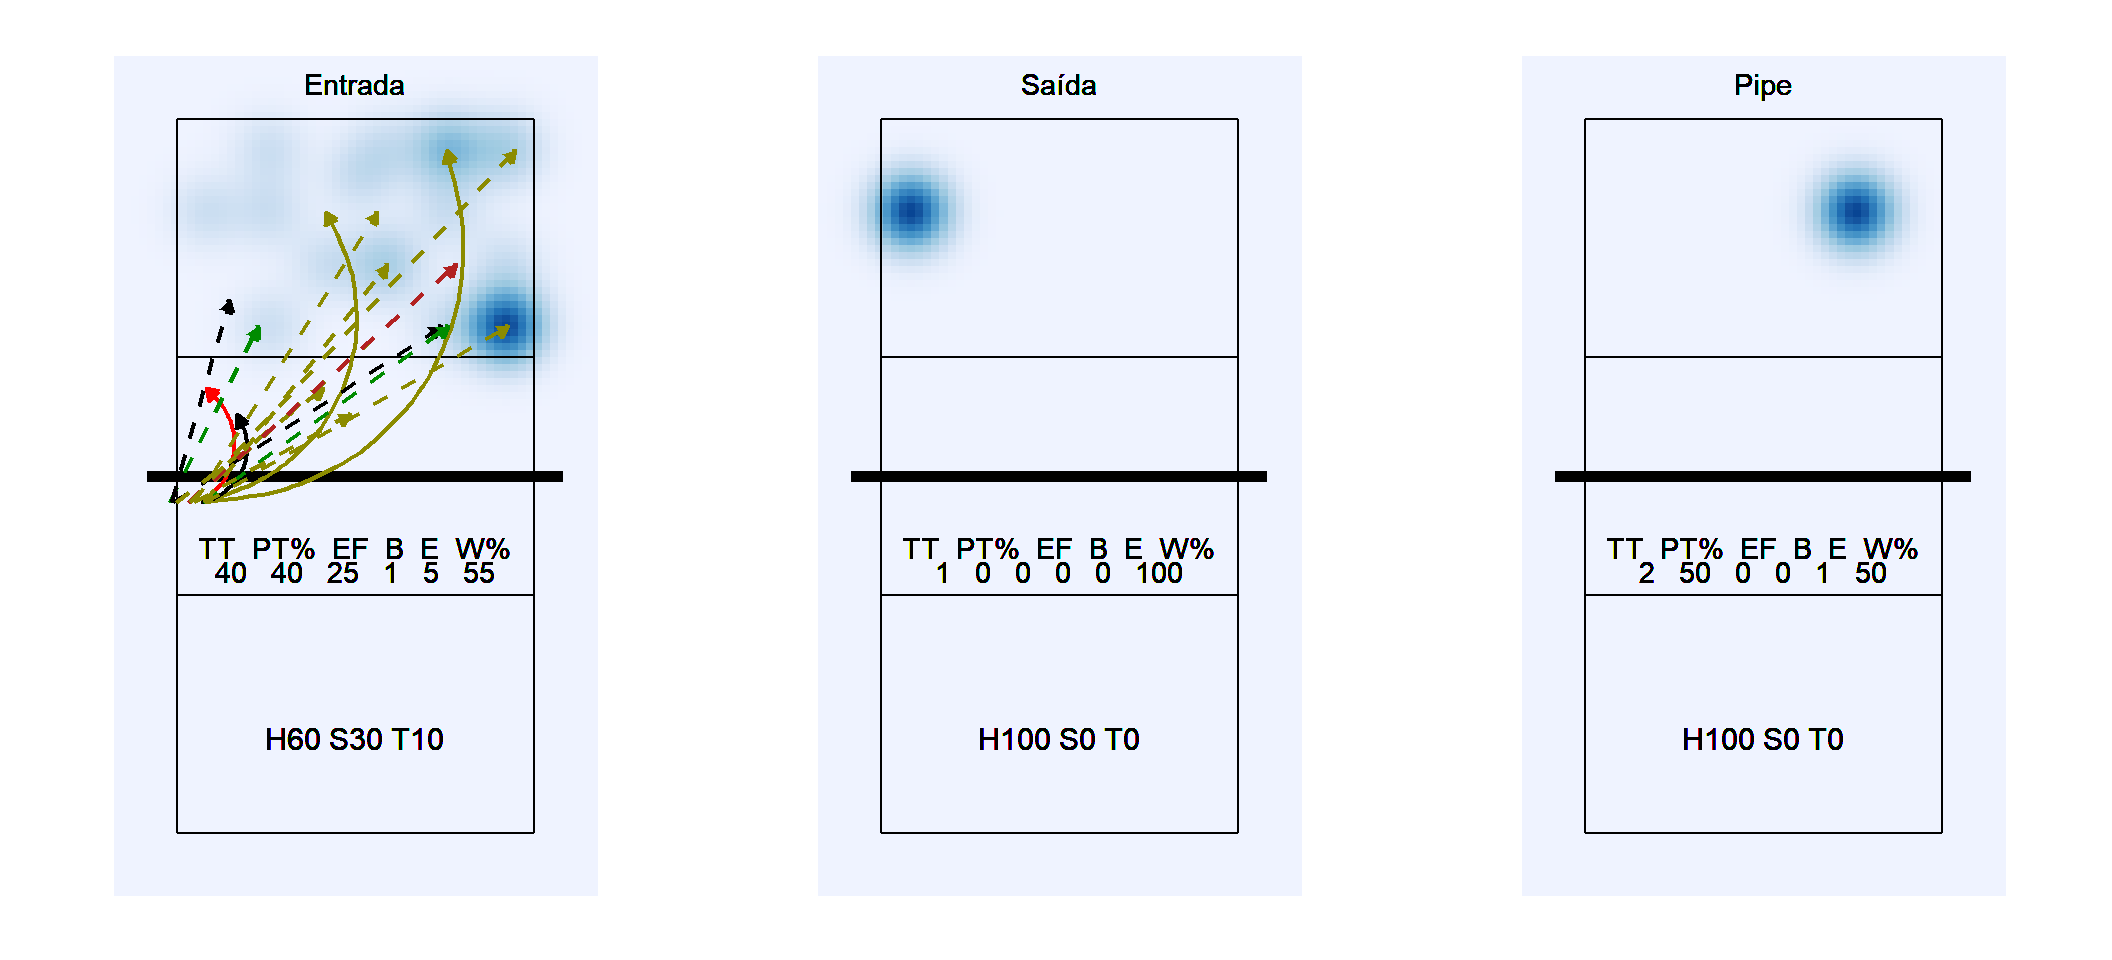 Entrada
TT PT% EF B E W%
40 40 25 1 5 55
H60 S30 T10
Saída
TT PT% EF B E W%
1 0 0 0 0 100
H100 S0 T0
Pipe
TT PT% EF B E W%
2 50 0 0 1 50
H100 S0 T0